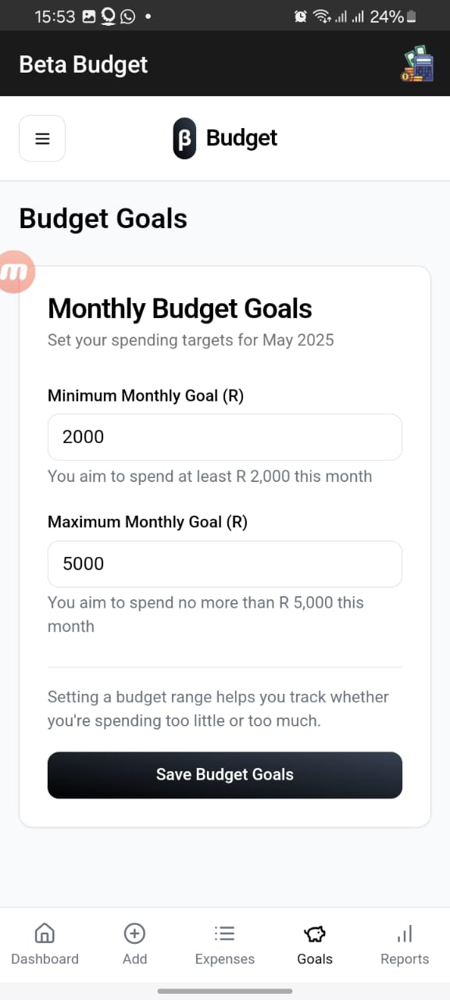 15:53
24%
Beta Budget
β Budget
Budget Goals
m
Monthly Budget Goals
Set your spending targets for May 2025
Minimum Monthly Goal (R)
2000
You aim to spend at least R 2,000 this month
Maximum Monthly Goal (R)
5000
You aim to spend no more than R 5,000 this
month
Setting a budget range helps you track whether
you're spending too little or too much.
Save Budget Goals
Dashboard
Add
Expenses
Goals
Reports